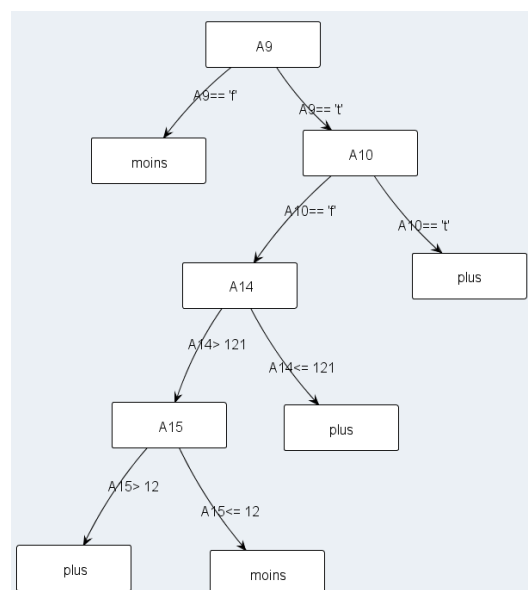 A9
A9== 'f'
A9== 't'
moins
A10
A10== 'f'
A10== 't'
A14
plus
A14> 121
A14<= 121
A15
plus
A15> 12
A15<= 12
plus
moins